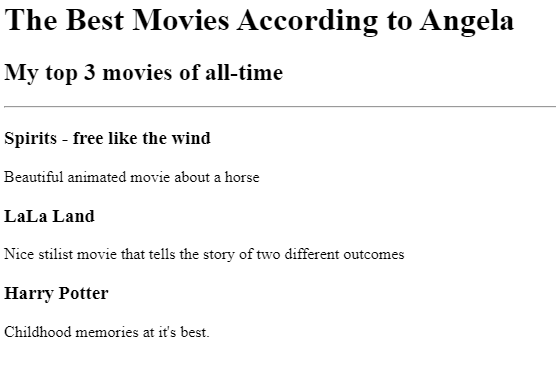 The Best Movies According to Angela
My top 3 movies of all-time
Spirits - free like the wind
Beautiful animated movie about a horse
LaLa Land
Nice stilist movie that tells the story of two different outcomes
Harry Potter
Childhood memories at it's best.